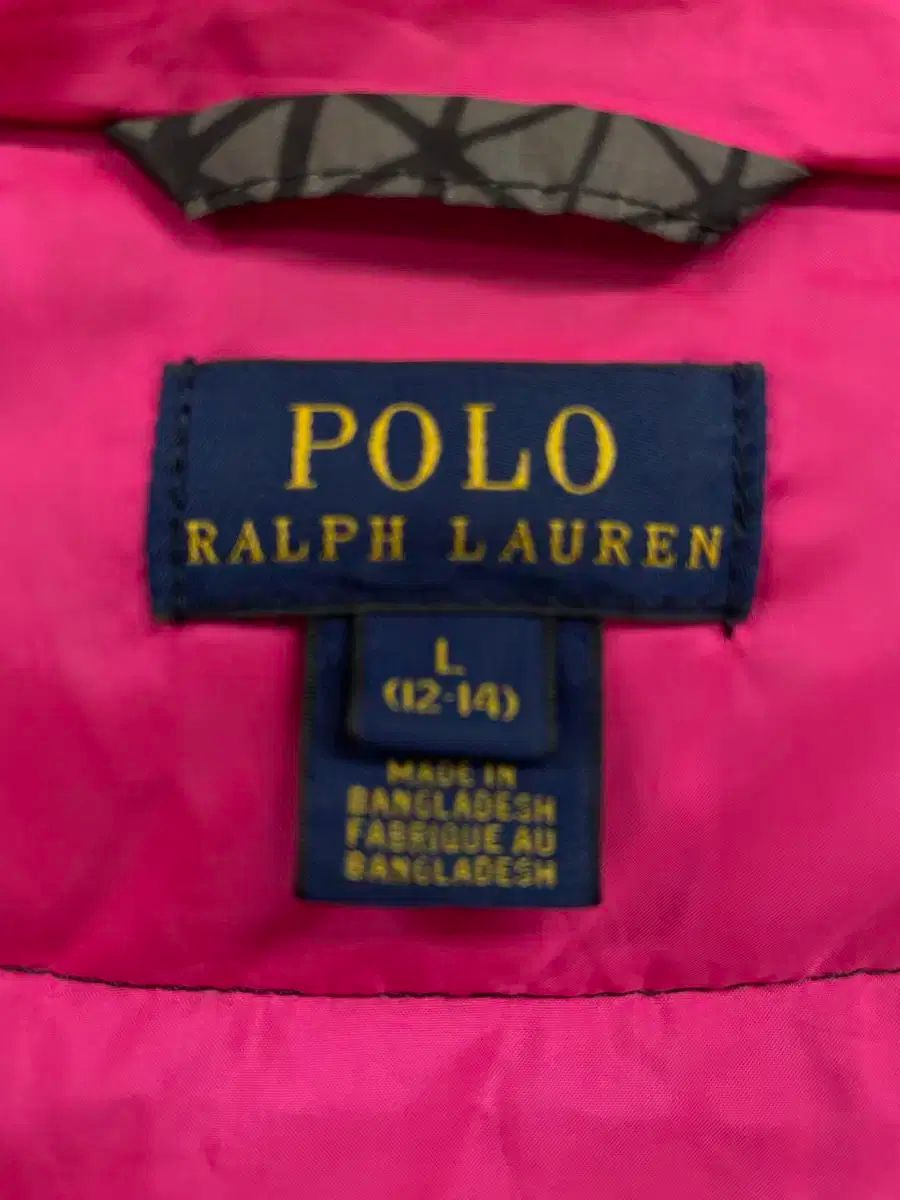 POLO
RALPH LAUREN
L
(12-14)
MADE IN
BANGLADESH
FABRIQUE AU
BANGLADESH